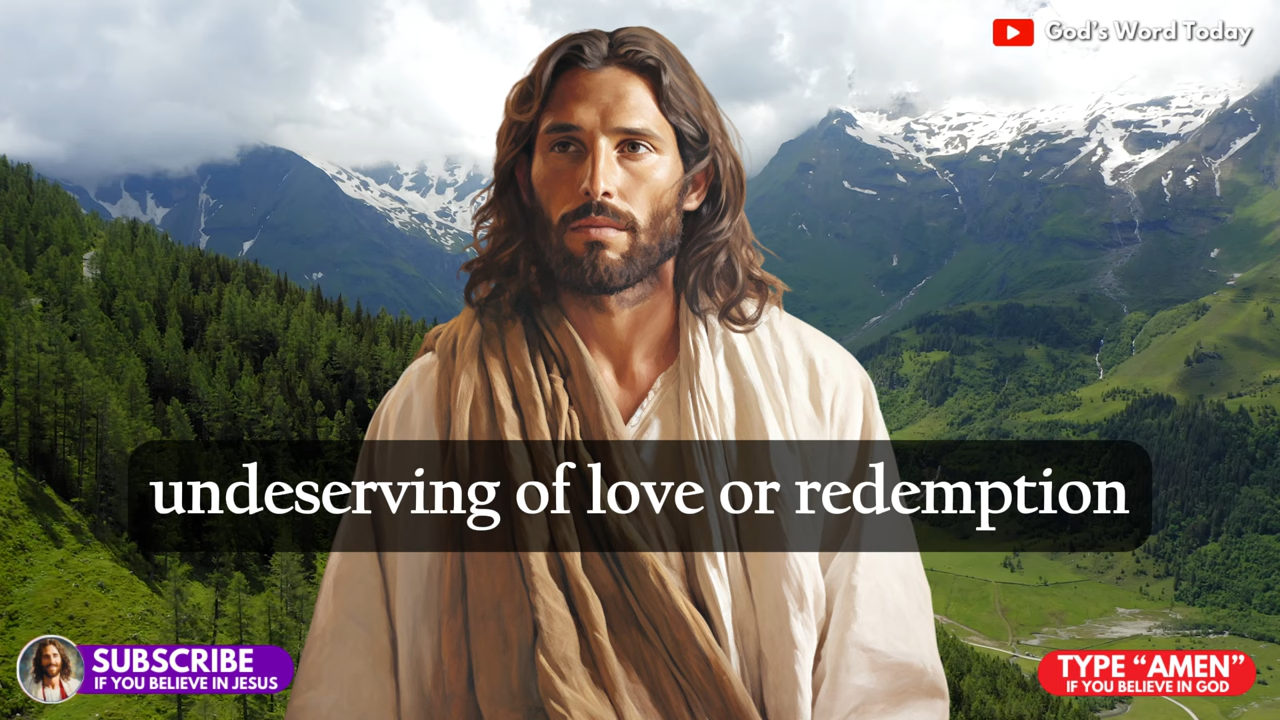 God's Word Today
undeserving of love or redemption
SUBSCRIBE
IF YOU BELIEVE IN JESUS
TYPE “AMEN”
IF YOU BELIEVE IN GOD